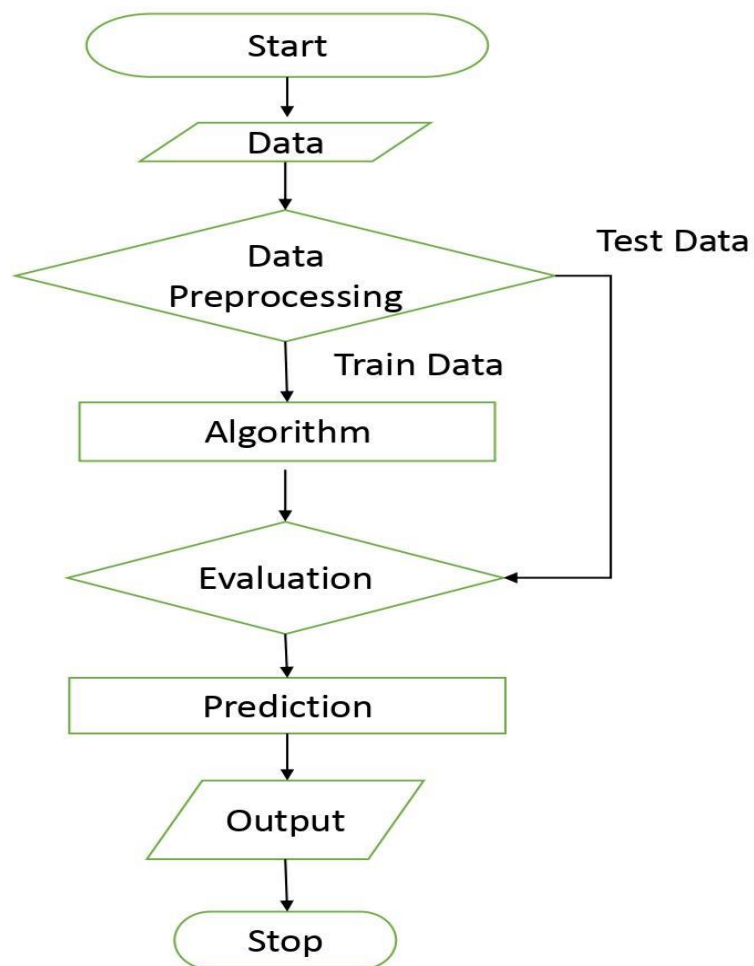 Start
Data
Data
Preprocessing
Test Data
Train Data
Algorithm
Evaluation
Prediction
Output
Stop